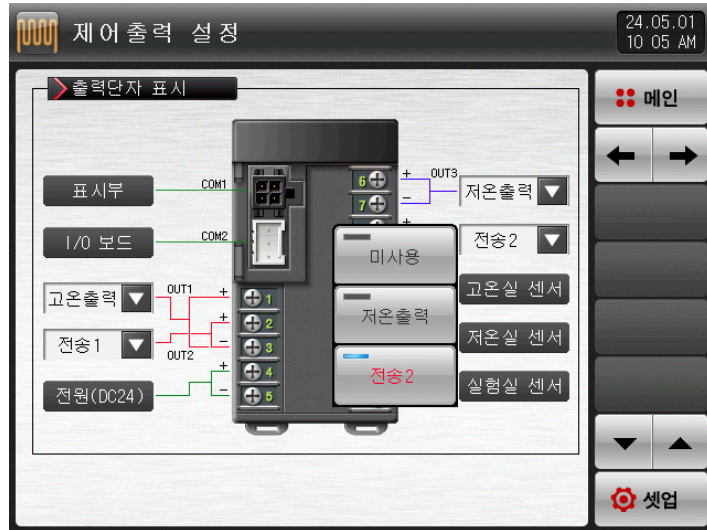 제어출력 설정
24.05.01
10 05 AM
출력단자 표시
메인
표시부
COM1
6
+
OUT3
저온출력
7
-
I/O 보드
COM2
+
전송2
미사용
고온출력
OUT1
+
1
저온출력
고온실 센서
+
2
전송1
OUT2
-
3
저온실 센서
전송2
전원(DC24)
+
4
-
5
실험실 센서
셋업